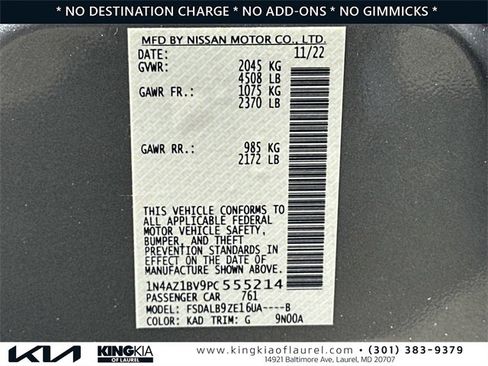 * NO DESTINATION CHARGE * NO ADD-ONS * NO GIMMICKS *
MFD BY NISSAN MOTOR CO., LTD.
DATE: 11/22
GVWR: 2045 KG
4508 LB
GAWR FR.: 1075 KG
2370 LB
GAWR RR.: 985 KG
2172 LB
THIS VEHICLE CONFORMS TO
ALL APPLICABLE FEDERAL
MOTOR VEHICLE SAFETY,
BUMPER, AND THEFT
PREVENTION STANDARDS IN
EFFECT ON THE DATE OF
MANUFACTURE SHOWN ABOVE.
1N4AZ1BV9PC555214
PASSENGER CAR 761
MODEL: FSDALB9ZE16UA----B
COLOR: KAD TRIM: G 9N00A
KIA KING KIA OF LAUREL www.kingkiaoflaurel.com • (301) 383-9379
14921 Baltimore Ave, Laurel, MD 20707